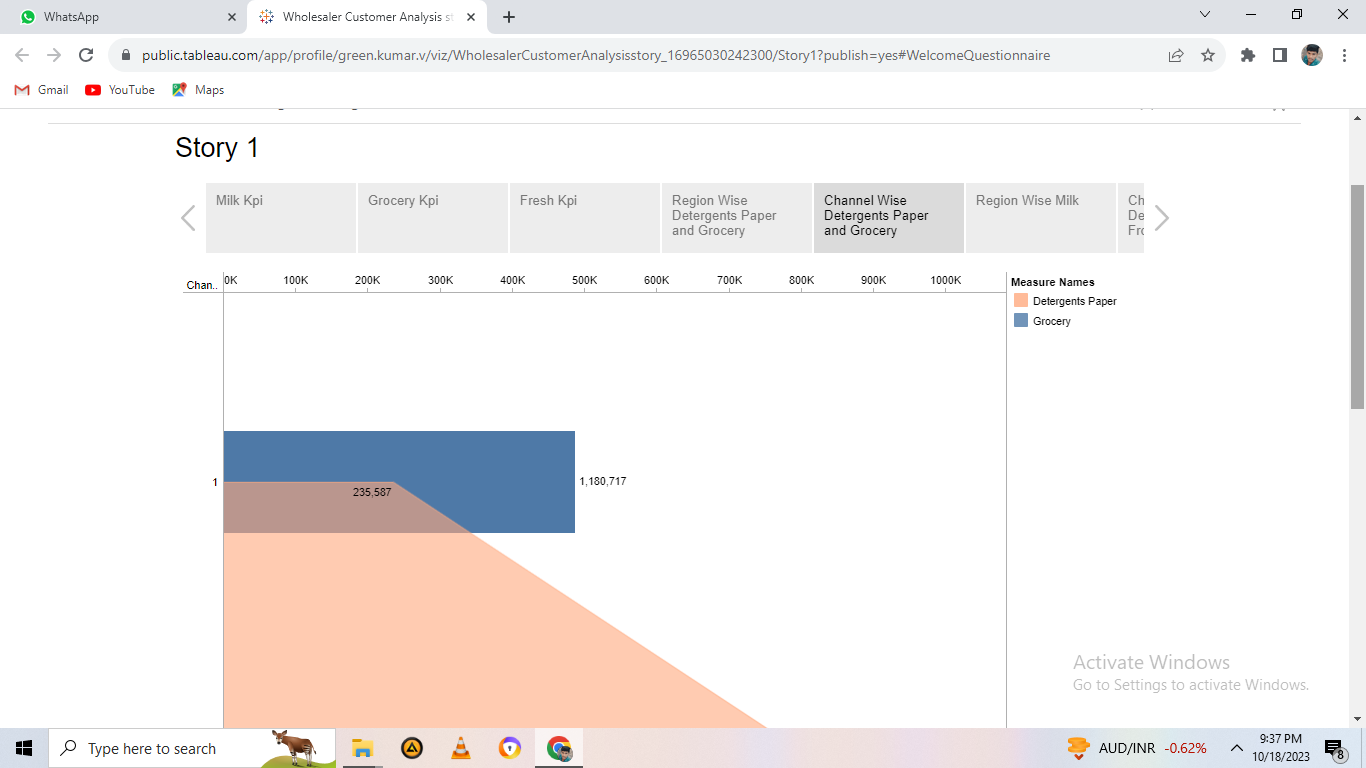 WhatsApp
Wholesaler Customer Analysis st
public.tableau.com/app/profile/green.kumar.v/viz/WholesalerCustomerAnalysisstory_16965030242300/Story1?publish=yes#WelcomeQuestionnaire
Gmail YouTube Maps
Story 1
Milk Kpi
Grocery Kpi
Fresh Kpi
Region Wise
Detergents Paper
and Grocery
Channel Wise
Detergents Paper
and Grocery
Region Wise Milk
Ch
De
Fro
Chan..
0K 100K 200K 300K 400K 500K 600K 700K 800K 900K 1000K
Measure Names
Detergents Paper
Grocery
1
1,180,717
235,587
Activate Windows
Go to Settings to activate Windows.
Type here to search
AUD/INR -0.62%
9:37 PM
10/18/2023
8